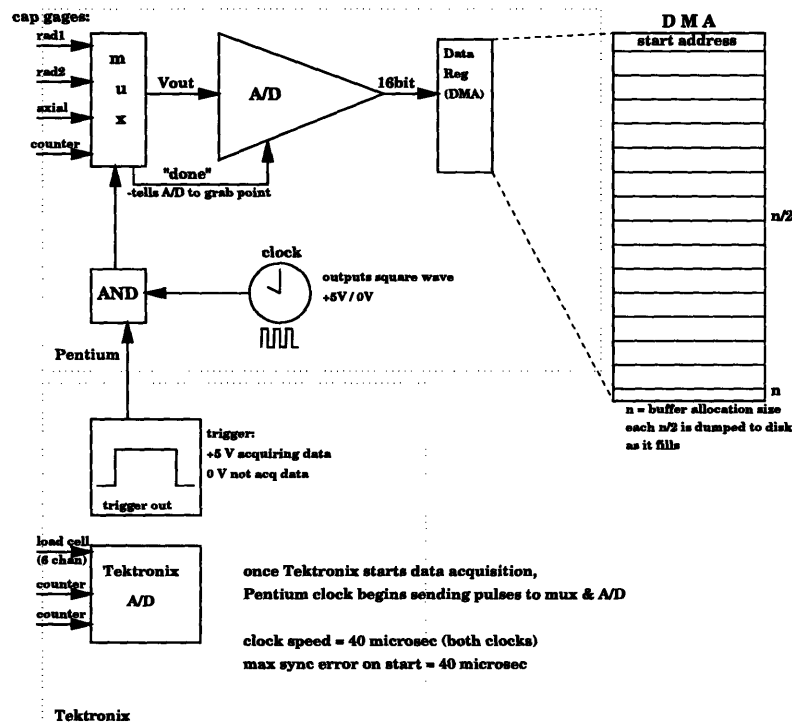 cap gages:
rad1
rad2
axial
counter
m
u
x
Vout
A/D
16bit
Data
Reg
(DMA)
D M A
start address
n/2
n
n = buffer allocation size
each n/2 is dumped to disk
as it fills
"done"
-tells A/D to grab point
clock
outputs square wave
+5V / 0V
AND
Pentium
trigger:
+5 V acquiring data
0 V not acq data
trigger out
load cell
(6 chan)
counter
counter
Tektronix
A/D
once Tektronix starts data acquisition,
Pentium clock begins sending pulses to mux & A/D
clock speed = 40 microsec (both clocks)
max sync error on start = 40 microsec
Tektronix